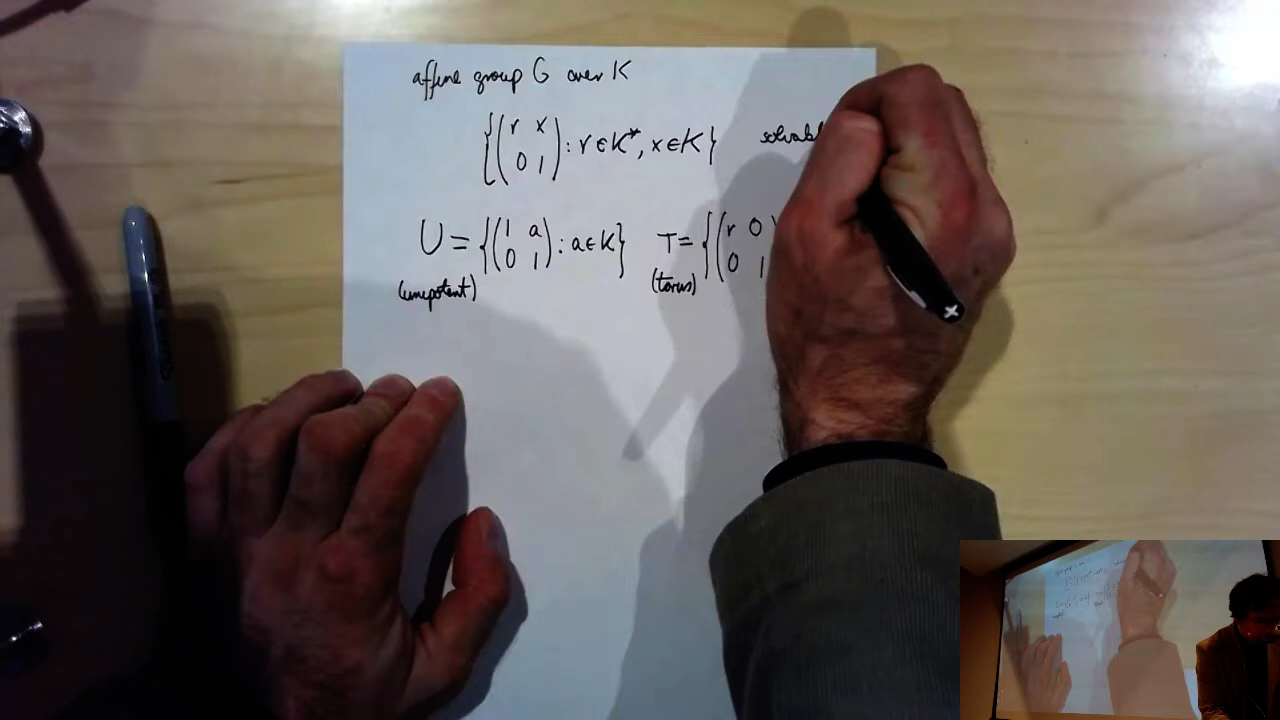 affine group G over K
{(r x 0 1) : r ∈ K*, x ∈ K}
U = {(1 a 0 1) : a ∈ K} T = {(r 0 0 1
(unipotent) (torus)